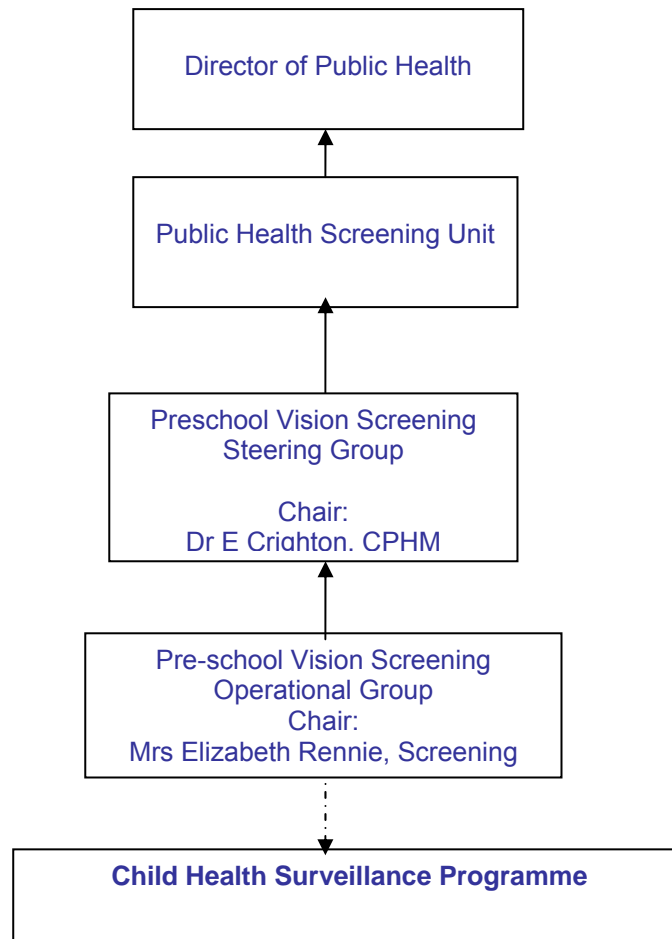 Director of Public Health
Public Health Screening Unit
Preschool Vision Screening
Steering Group
Chair:
Dr E Crighton, CPHM
Pre-school Vision Screening
Operational Group
Chair:
Mrs Elizabeth Rennie, Screening
Child Health Surveillance Programme